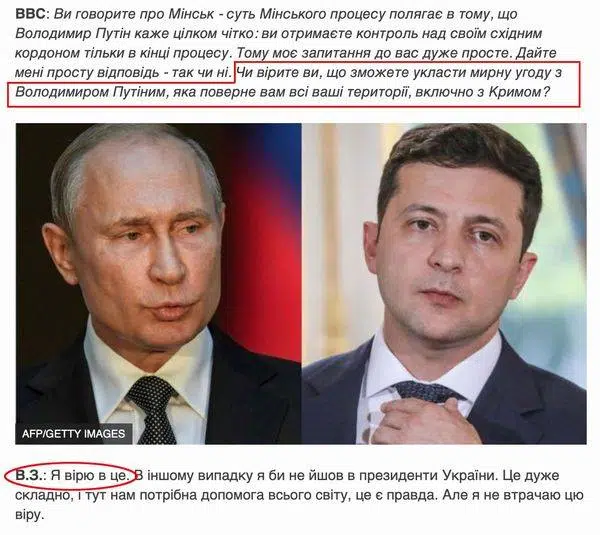 BBC: Ви говорите про Мінськ - суть Мінського процесу полягає в тому, що
Володимир Путін каже цілком чітко: ви отримаєте контроль над своїм східним
кордоном тільки в кінці процесу. Тому моє запитання до вас дуже просте. Дайте
мені просту відповідь - так чи ні. Чи вірите ви, що зможете укласти мирну угоду з
Володимиром Путіним, яка поверне вам всі ваші території, включно з Кримом?
AFP/GETTY IMAGES
В.З.: Я вірю в це. В іншому випадку я би не йшов в президенти України. Це дуже
складно, і тут нам потрібна допомога всього світу, це є правда. Але я не втрачаю цю
віру.